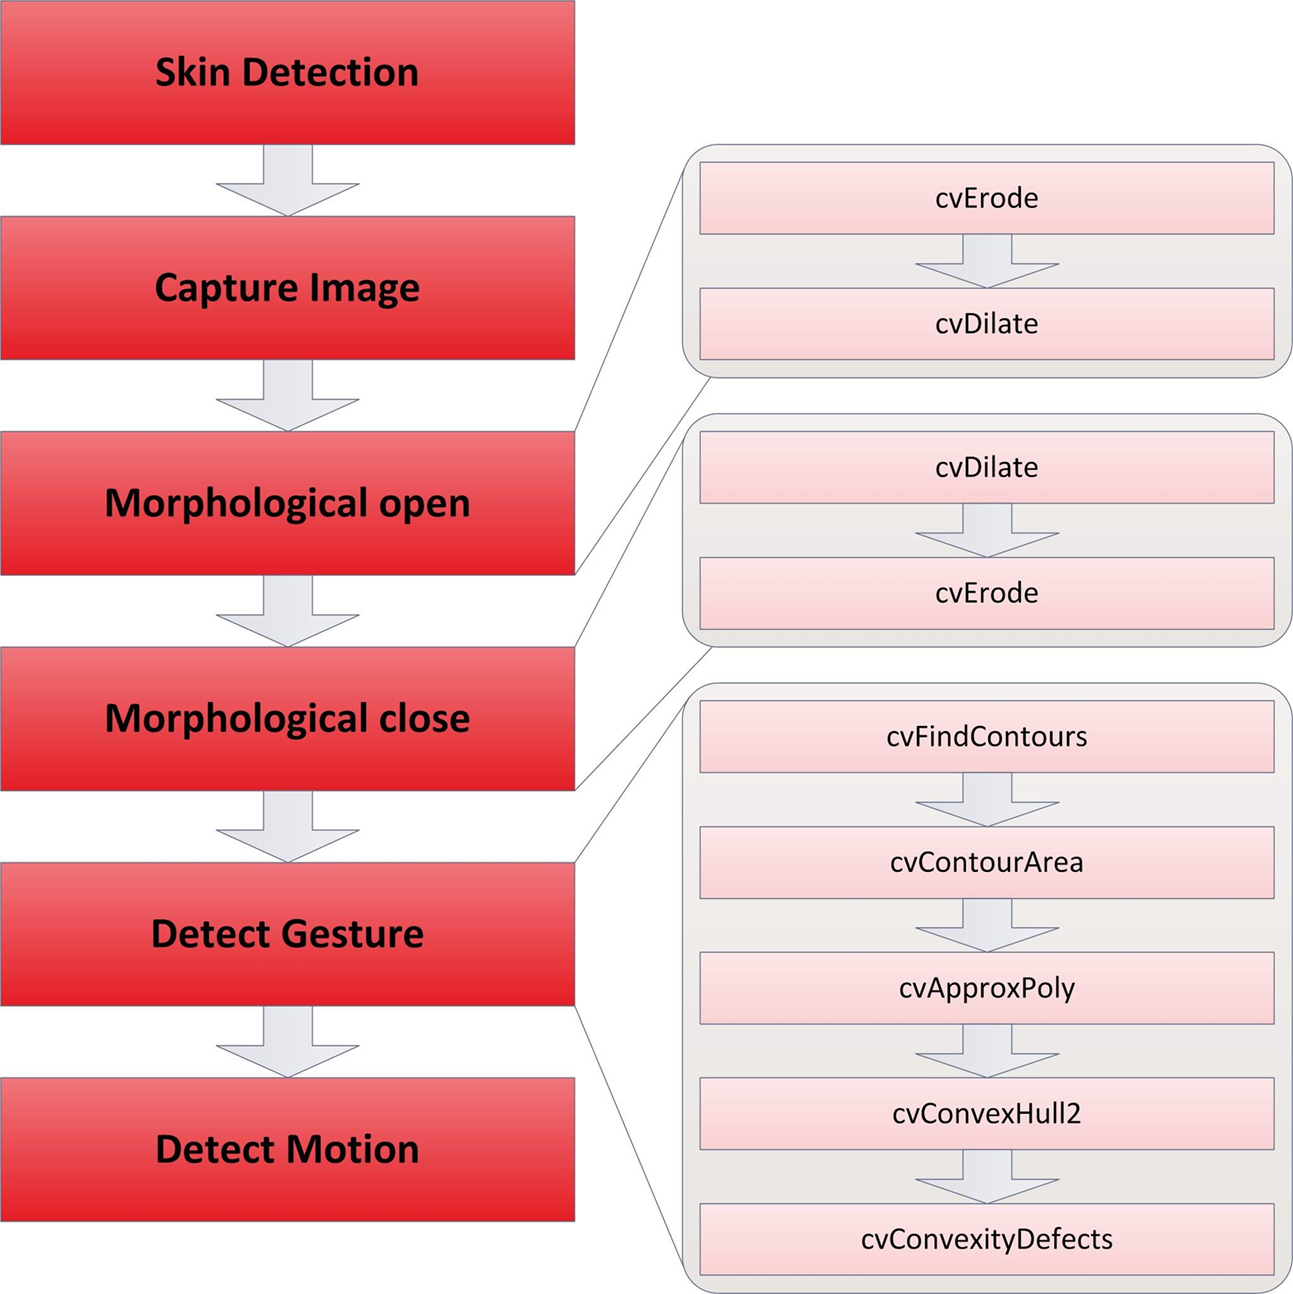 Skin Detection
Capture Image
Morphological open
Morphological close
Detect Gesture
Detect Motion
cvErode
cvDilate
cvDilate
cvErode
cvFindContours
cvContourArea
cvApproxPoly
cvConvexHull2
cvConvexityDefects